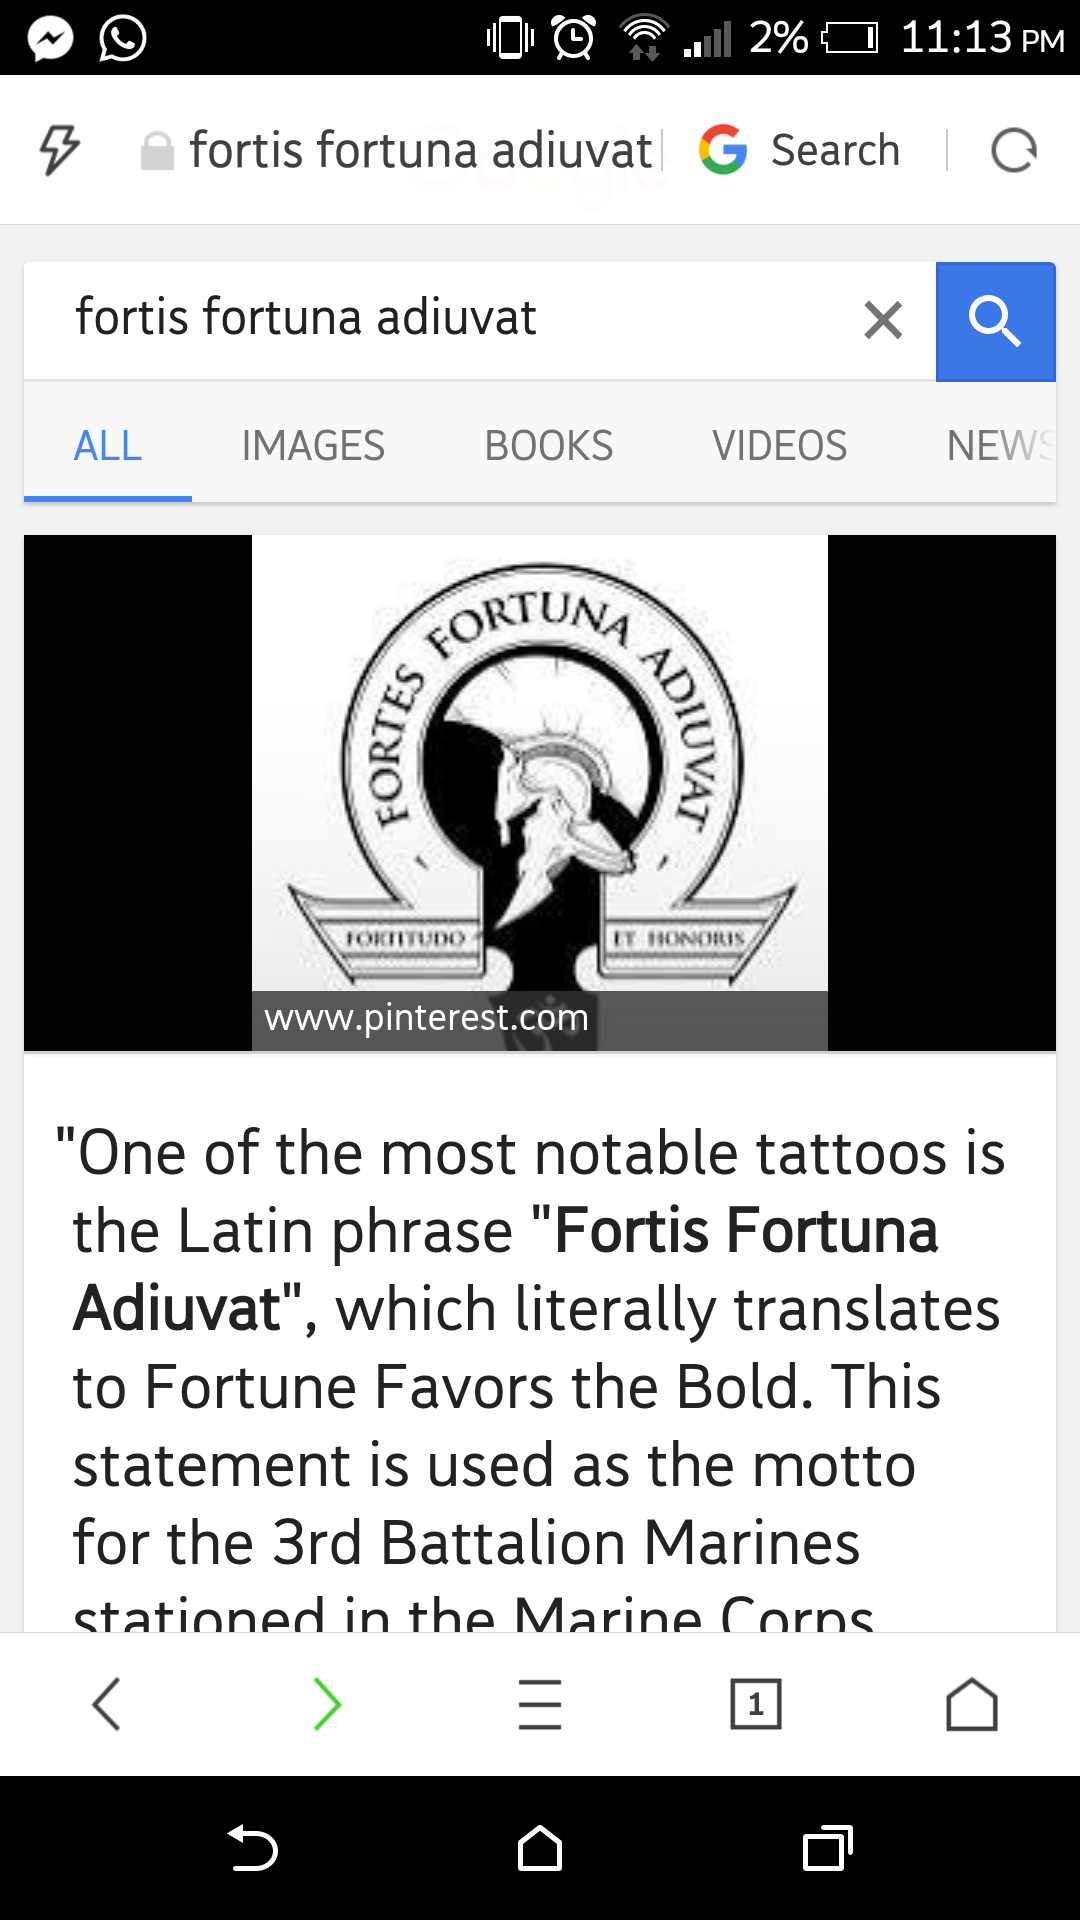 2% 11:13 PM
fortis fortuna adiuvat Search
fortis fortuna adiuvat
ALL IMAGES BOOKS VIDEOS NEWS
FORTES FORTUNA ADIUVAT
FORTITUDO ET HONORIS
www.pinterest.com
"One of the most notable tattoos is
the Latin phrase "Fortis Fortuna
Adiuvat", which literally translates
to Fortune Favors the Bold. This
statement is used as the motto
for the 3rd Battalion Marines
stationed in the Marine Corps
1